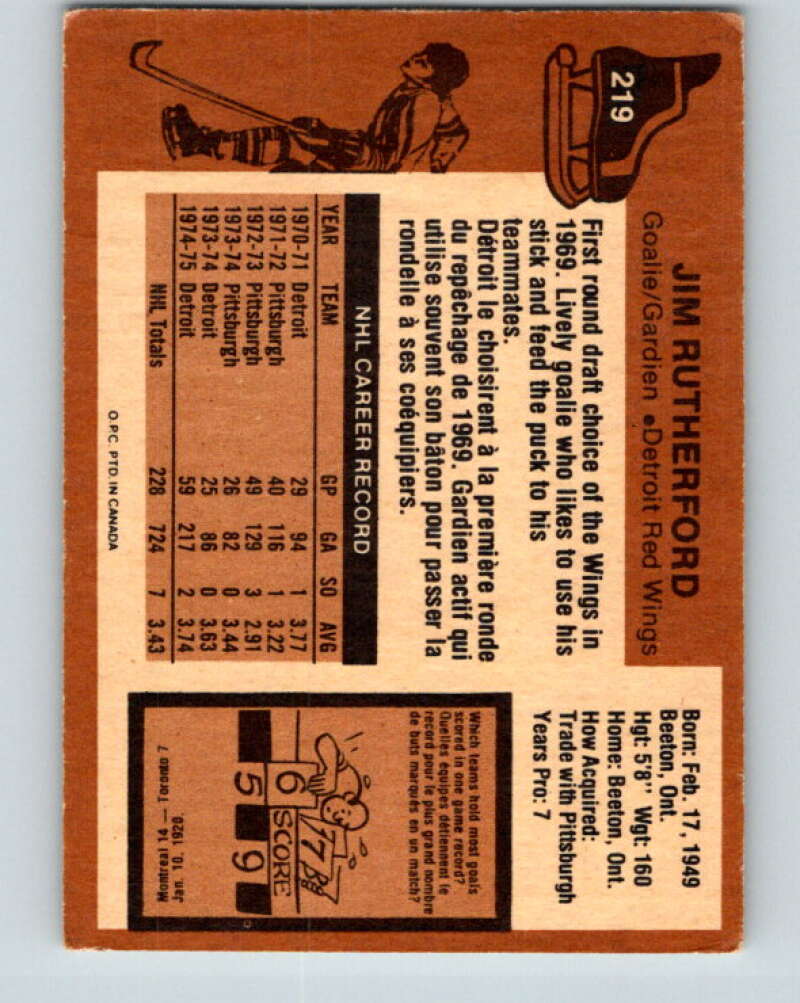 219
JIM RUTHERFORD
Goalie/Gardien •Detroit Red Wings
First round draft choice of the Wings in
1969. Lively goalie who likes to use his
stick and feed the puck to his
teammates.
Détroit le choisirent à la première ronde
du repêchage de 1969. Gardien actif qui
utilise souvent son bâton pour passer la
rondelle à ses coéquipiers.
NHL CAREER RECORD
YEAR TEAM GP GA SO AVG
1970-71 Detroit 29 94 1 3.77
1971-72 Pittsburgh 40 116 1 3.22
1972-73 Pittsburgh 49 129 3 2.91
1973-74 Pittsburgh 26 82 0 3.44
1973-74 Detroit 25 86 0 3.63
1974-75 Detroit 59 217 2 3.74
NHL Totals 228 724 7 3.43
O.P.C. PTD. IN CANADA
Born: Feb. 17, 1949
Beeton, Ont.
Hgt: 5'8" Wgt: 160
Home: Beeton, Ont.
How Acquired:
Trade with Pittsburgh
Years Pro: 7
Which teams hold most goals
scored in one game record?
Quelles équipes détiennent le
record pour le plus grand nombre
de buts marqués en un match?
6
SCORE
5 9
Jan. 10, 1920.
Montreal 14 — Toronto 7